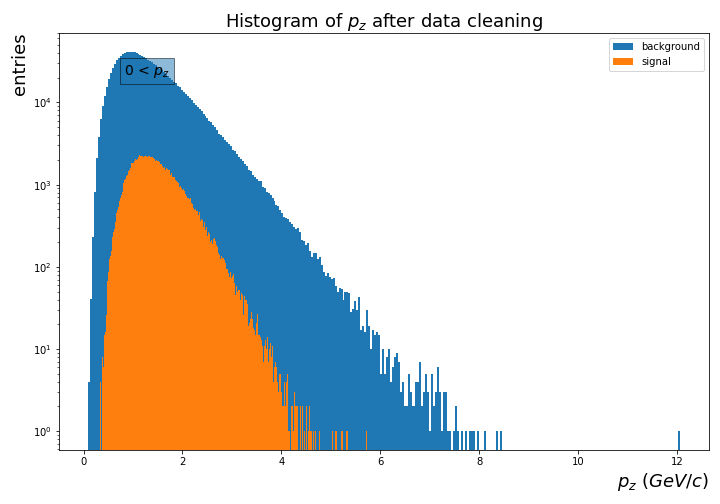 Histogram of p_z after data cleaning
entries
background
signal
0 < p_z
10^4
10^3
10^2
10^1
10^0
0 2 4 6 8 10 12
p_z (GeV/c)